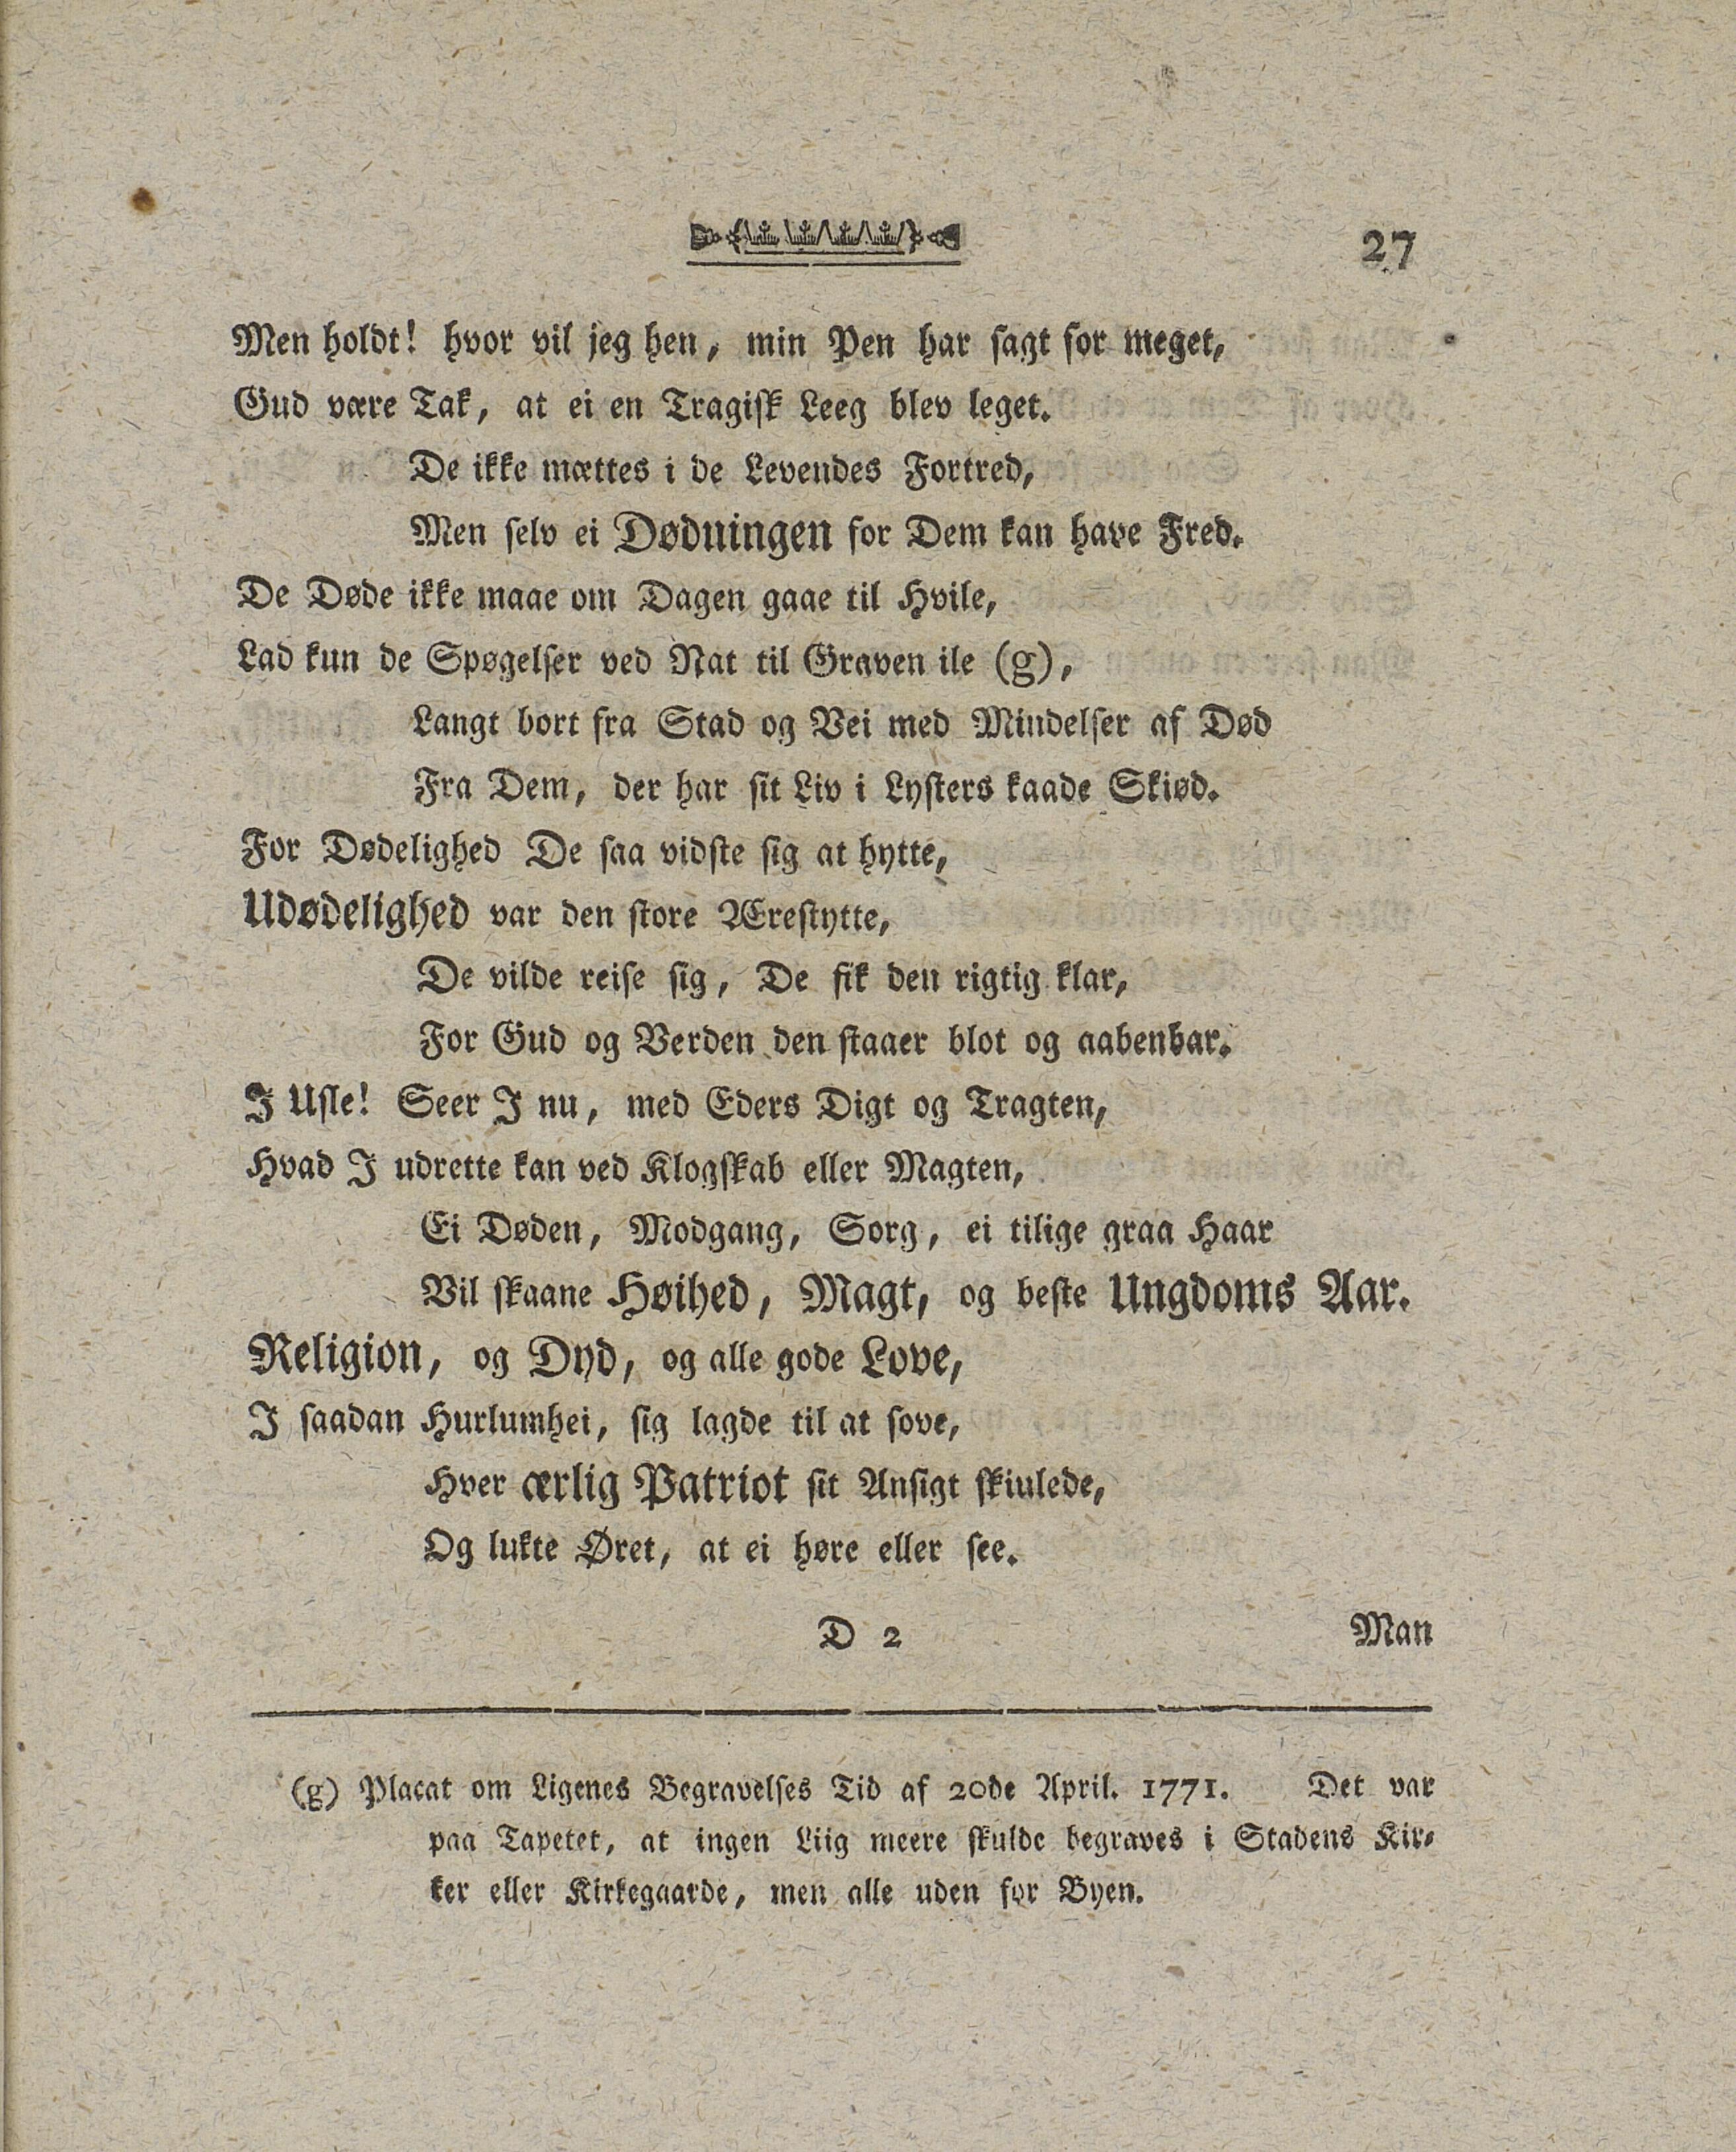 27
Men holdt! hvor vil jeg hen, min Pen har sagt for meget,
Gud være Tak, at ei en Tragisk Leeg blev leget.
De ikke mættes i de Levendes Fortred,
Men selv ei Dødningen for Dem kan have Fred.
De Døde ikke maae om Dagen gaae til Hvile,
Lad kun de Spøgelser ved Nat til Graven ile (g),
Langt bort fra Stad og Vei med Mindelser af Død
Fra Dem, der har sit Liv i Lysters kaade Skiød.
For Dødelighed De saa vidste sig at hytte,
Udødelighed var den store Ærestytte,
De vilde reise sig, De fik den rigtig klar,
For Gud og Verden den staaer blot og aabenbar.
I Usle! Seer I nu, med Eders Digt og Tragten,
Hvad I udrette kan ved Klogskab eller Magten,
Ei Døden, Modgang, Sorg, ei tilige graa Haar
Vil skaane Høihed, Magt, og beste Ungdoms Aar.
Religion, og Dyd, og alle gode Love,
I saadan Hurlumhei, sig lagde til at sove,
Hver ærlig Patriot sit Ansigt skiulede,
Og lukte Øret, at ei høre eller see.
D 2 Man
(g) Placat om Ligenes Begravelses Tid af 20de April. 1771. Det var
paa Tapetet, at ingen Liig meere skulde begraves i Stadens Kir-
ker eller Kirkegaarde, men alle uden for Byen.